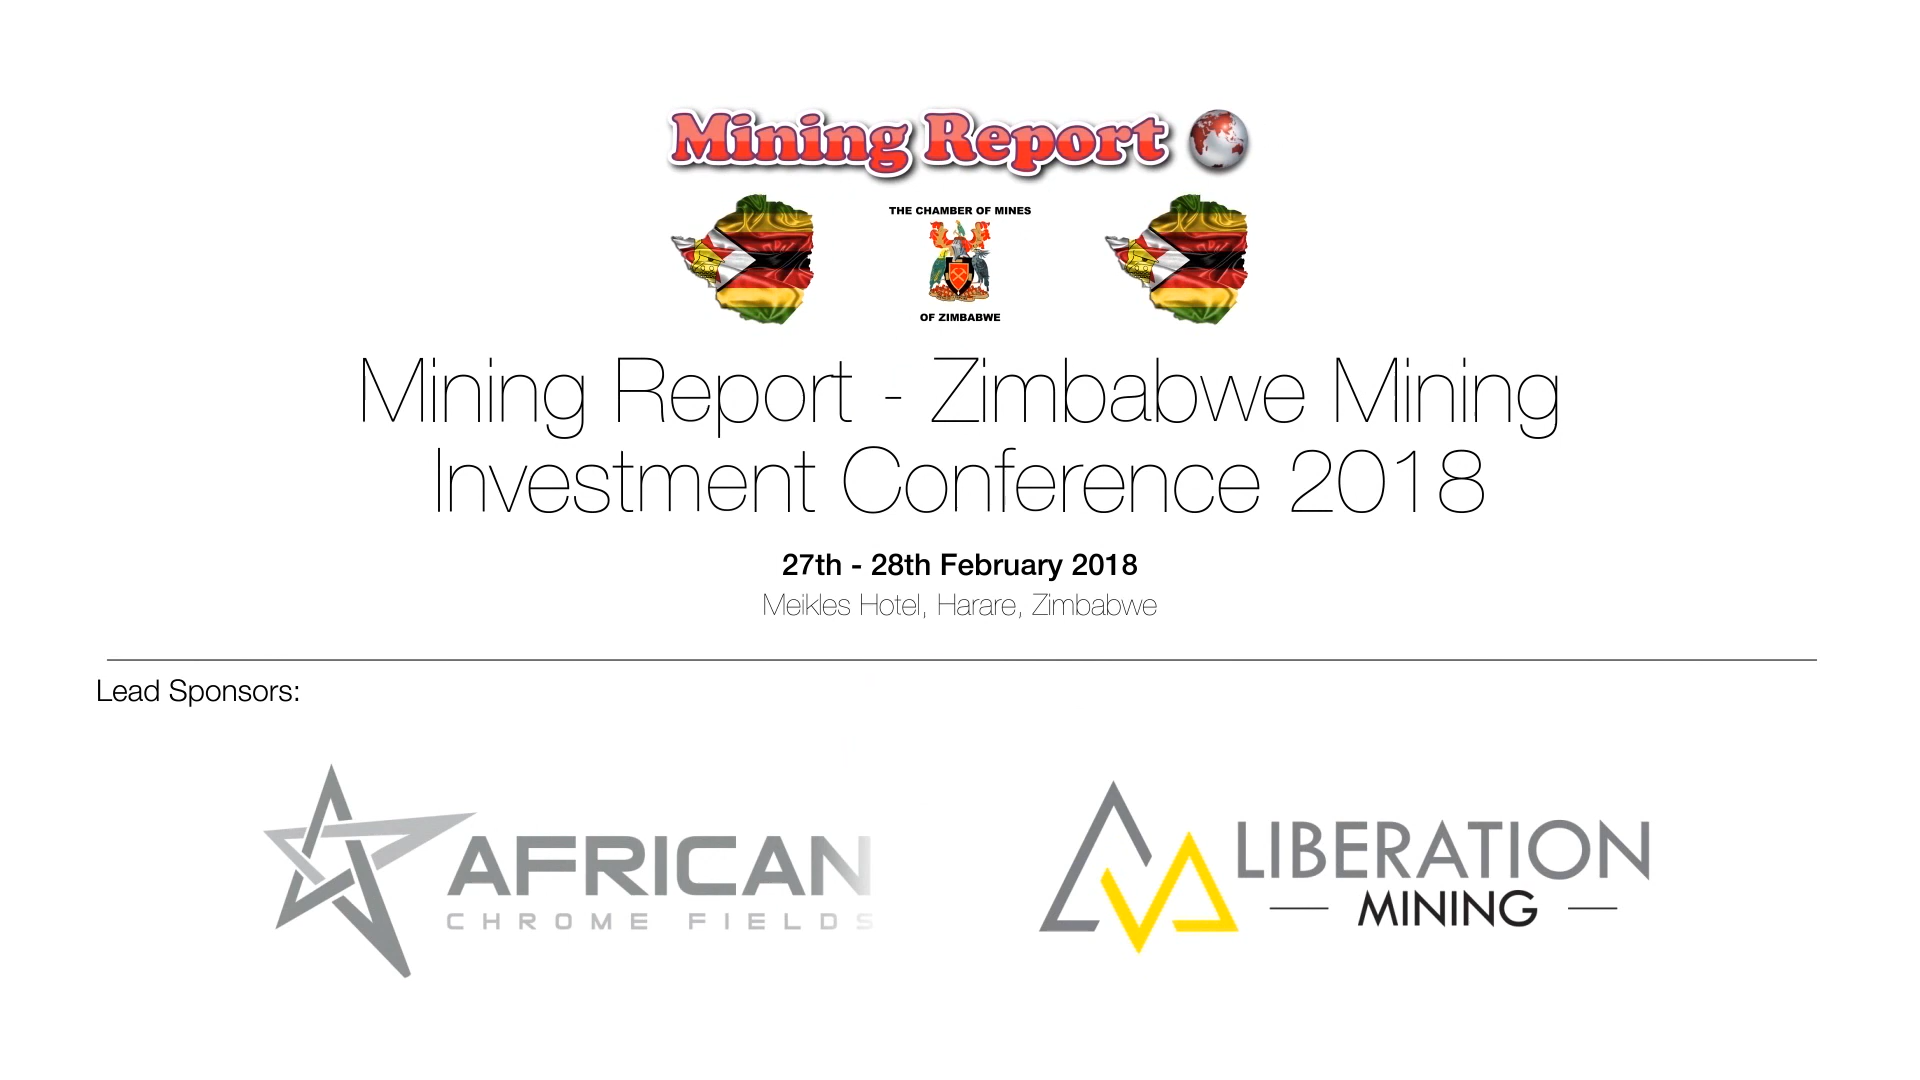 Mining Report
THE CHAMBER OF MINES
OF ZIMBABWE
Mining Report - Zimbabwe Mining
Investment Conference 2018
27th - 28th February 2018
Meikles Hotel, Harare, Zimbabwe
Lead Sponsors:
AFRICAN
CHROME FIELDS
LIBERATION
MINING